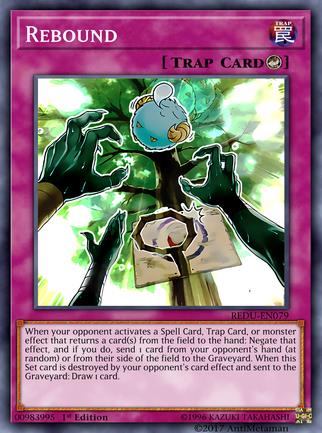 REBOUND
TRAP
罠
[TRAP CARD]
REDU-EN079
When your opponent activates a Spell Card, Trap Card, or monster
effect that returns a card(s) from the field to the hand: Negate that
effect, and if you do, send 1 card from your opponent's hand (at
random) or from their side of the field to the Graveyard. When this
Set card is destroyed by your opponent's card effect and sent to the
Graveyard: Draw 1 card.
00983995 1st Edition ©1996 KAZUKI TAKAHASHI
©2017 AntiMetaman